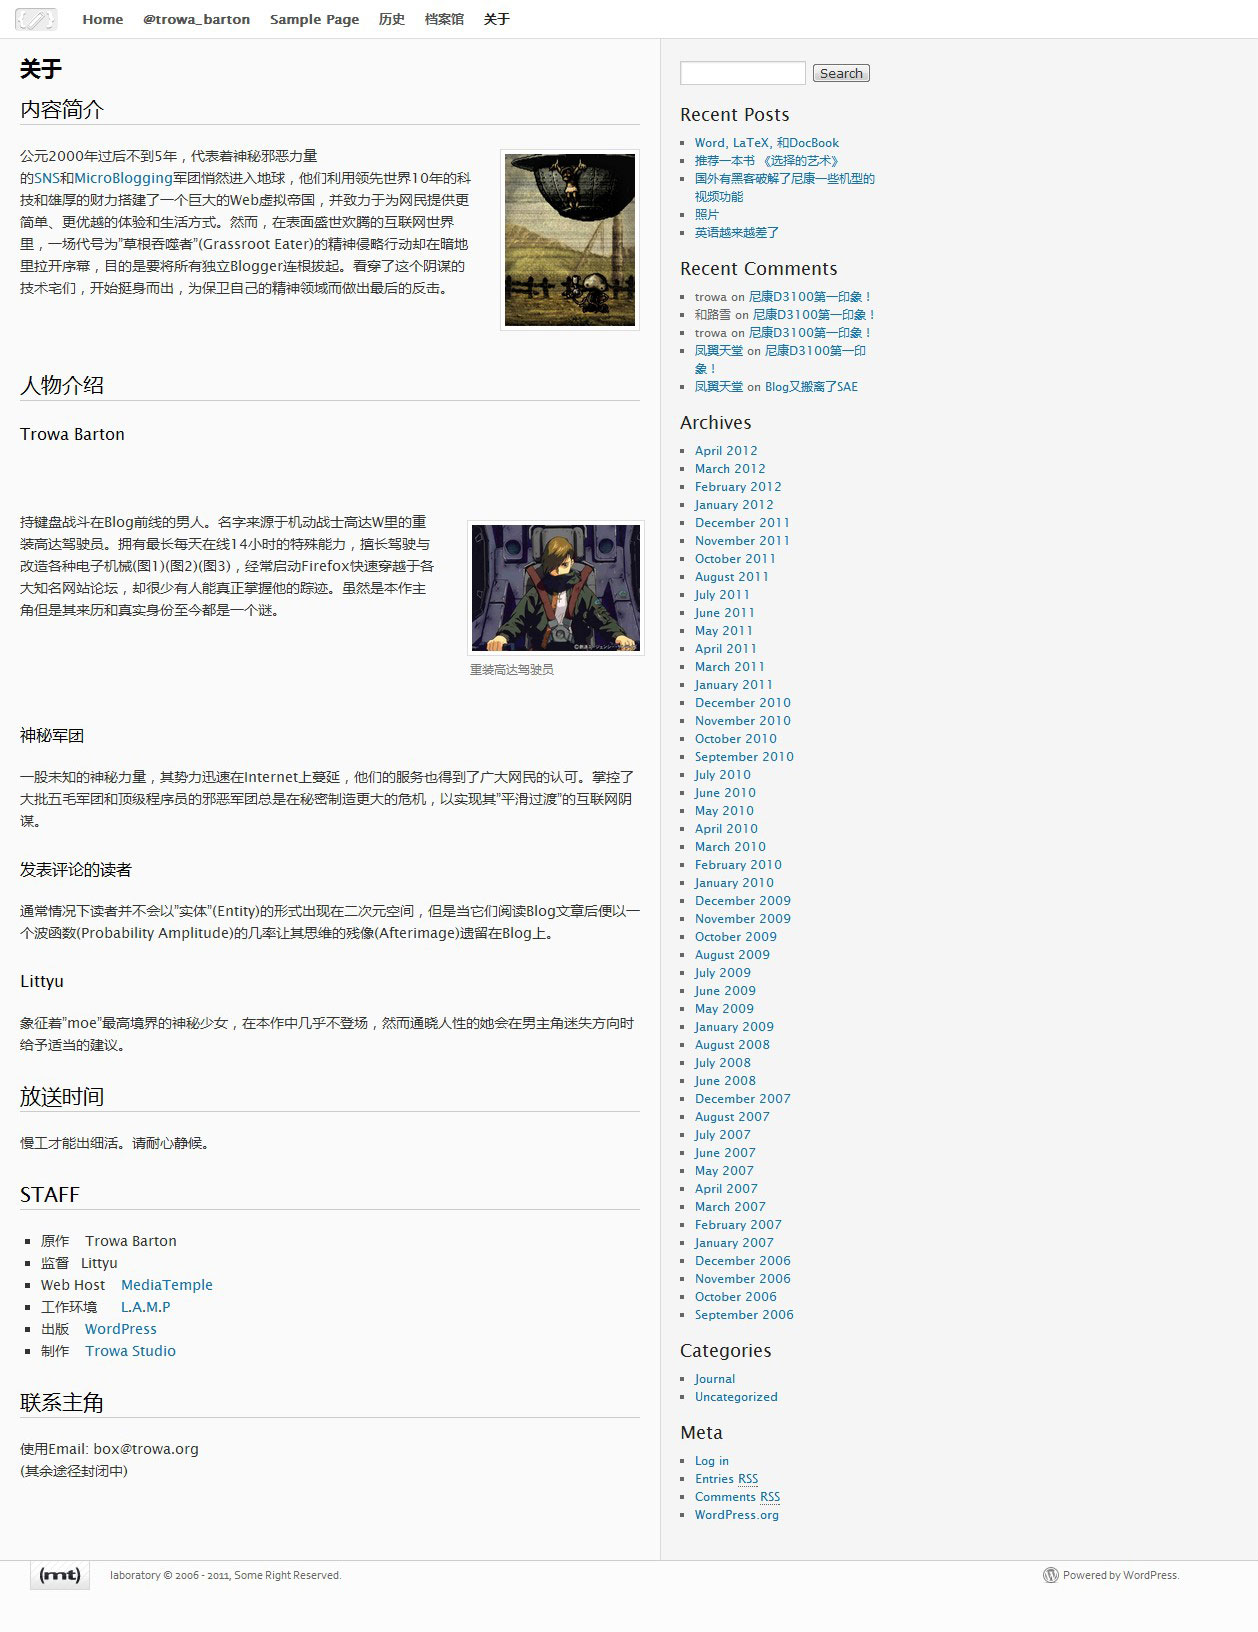 Home @trowa_barton Sample Page 历史 档案馆 关于
关于
内容简介
公元2000年过后不到5年，代表着神秘邪恶力量
的SNS和MicroBlogging军团悄然进入地球，他们利用领先世界10年的科
技和雄厚的财力搭建了一个巨大的Web虚拟帝国，并致力于为网民提供更
简单、更优越的体验和生活方式。然而，在表面盛世欢腾的互联网世界
里，一场代号为”草根吞噬者”(Grassroot Eater)的精神侵略行动却在暗地
里拉开序幕，目的是要将所有独立Blogger连根拔起。看穿了这个阴谋的
技术宅们，开始挺身而出，为保卫自己的精神领域而做出最后的反击。
人物介绍
Trowa Barton
持键盘战斗在Blog前线的男人。名字来源于机动战士高达W里的重
装高达驾驶员。拥有最长每天在线14小时的特殊能力，擅长驾驶与
改造各种电子机械(图1)(图2)(图3)，经常启动Firefox快速穿越于各
大知名网站论坛，却很少有人能真正掌握他的踪迹。虽然是本作主
角但是其来历和真实身份至今都是一个谜。
重装高达驾驶员
神秘军团
一股未知的神秘力量，其势力迅速在Internet上蔓延，他们的服务也得到了广大网民的认可。掌控了
大批五毛军团和顶级程序员的邪恶军团总是在秘密制造更大的危机，以实现其”平滑过渡”的互联网阴
谋。
发表评论的读者
通常情况下读者并不会以”实体”(Entity)的形式出现在二次元空间，但是当它们阅读Blog文章后便以一
个波函数(Probability Amplitude)的几率让其思维的残像(Afterimage)遗留在Blog上。
Littyu
象征着”moe”最高境界的神秘少女，在本作中几乎不登场，然而通晓人性的她会在男主角迷失方向时
给予适当的建议。
放送时间
慢工才能出细活。请耐心静候。
STAFF
原作 Trowa Barton
监督 Littyu
Web Host MediaTemple
工作环境 L.A.M.P
出版 WordPress
制作 Trowa Studio
联系主角
使用Email: box@trowa.org
(其余途径封闭中)
Search
Recent Posts
Word, LaTeX, 和DocBook
推荐一本书 《选择的艺术》
国外有黑客破解了尼康一些机型的
视频功能
照片
英语越来越差了
Recent Comments
trowa on 尼康D3100第一印象！
和路雪 on 尼康D3100第一印象！
trowa on 尼康D3100第一印象！
凤翼天堂 on 尼康D3100第一印
象！
凤翼天堂 on Blog又搬离了SAE
Archives
April 2012
March 2012
February 2012
January 2012
December 2011
November 2011
October 2011
August 2011
July 2011
June 2011
May 2011
April 2011
March 2011
January 2011
December 2010
November 2010
October 2010
September 2010
July 2010
June 2010
May 2010
April 2010
March 2010
February 2010
January 2010
December 2009
November 2009
October 2009
August 2009
July 2009
June 2009
May 2009
January 2009
August 2008
July 2008
June 2008
December 2007
August 2007
July 2007
June 2007
May 2007
April 2007
March 2007
February 2007
January 2007
December 2006
November 2006
October 2006
September 2006
Categories
Journal
Uncategorized
Meta
Log in
Entries RSS
Comments RSS
WordPress.org
(mt) laboratory © 2006 - 2011, Some Right Reserved. Powered by WordPress.